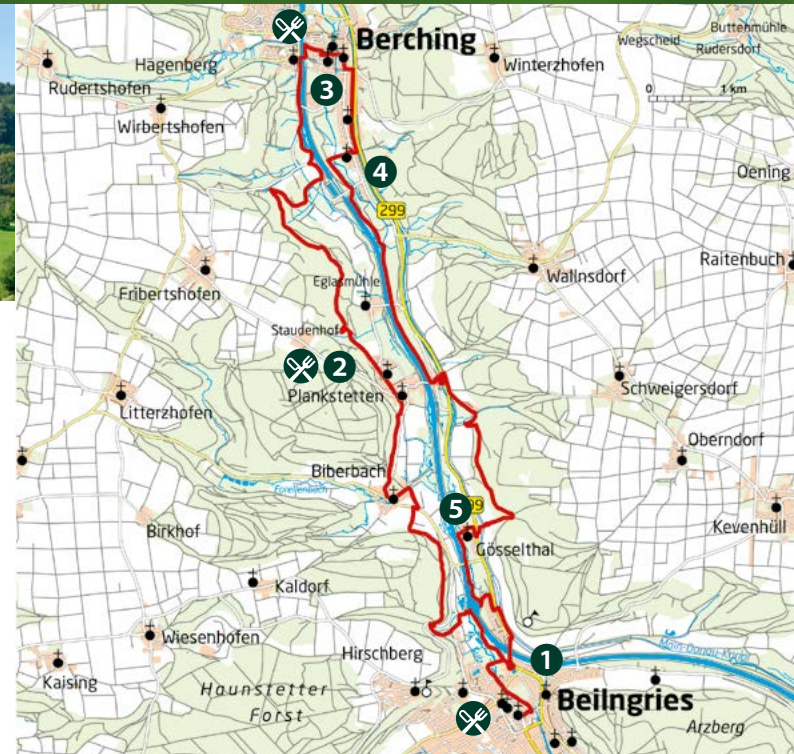 Berching
Buttenmühle
Wegscheid
Rudersdorf
Hagenberg
Winterzhofen
Rudertshofen
0 1 km
3
Wirbertshofen
4
Oening
299
Raitenbuch
Wallnsdorf
Eglasmühle
Fribertshofen
Staudenhof
2
Schweigersdorf
Plankstetten
Litterzhofen
Oberndorf
Biberbach
Forellenbach
5
99
Kevenhüll
Birkhof
Gösselthal
Kaldorf
Wiesenhofen
Main-Donau-Kanal
Hirschberg
1
Kaising
Haunstetter
Forst
Beilngries
Arzberg